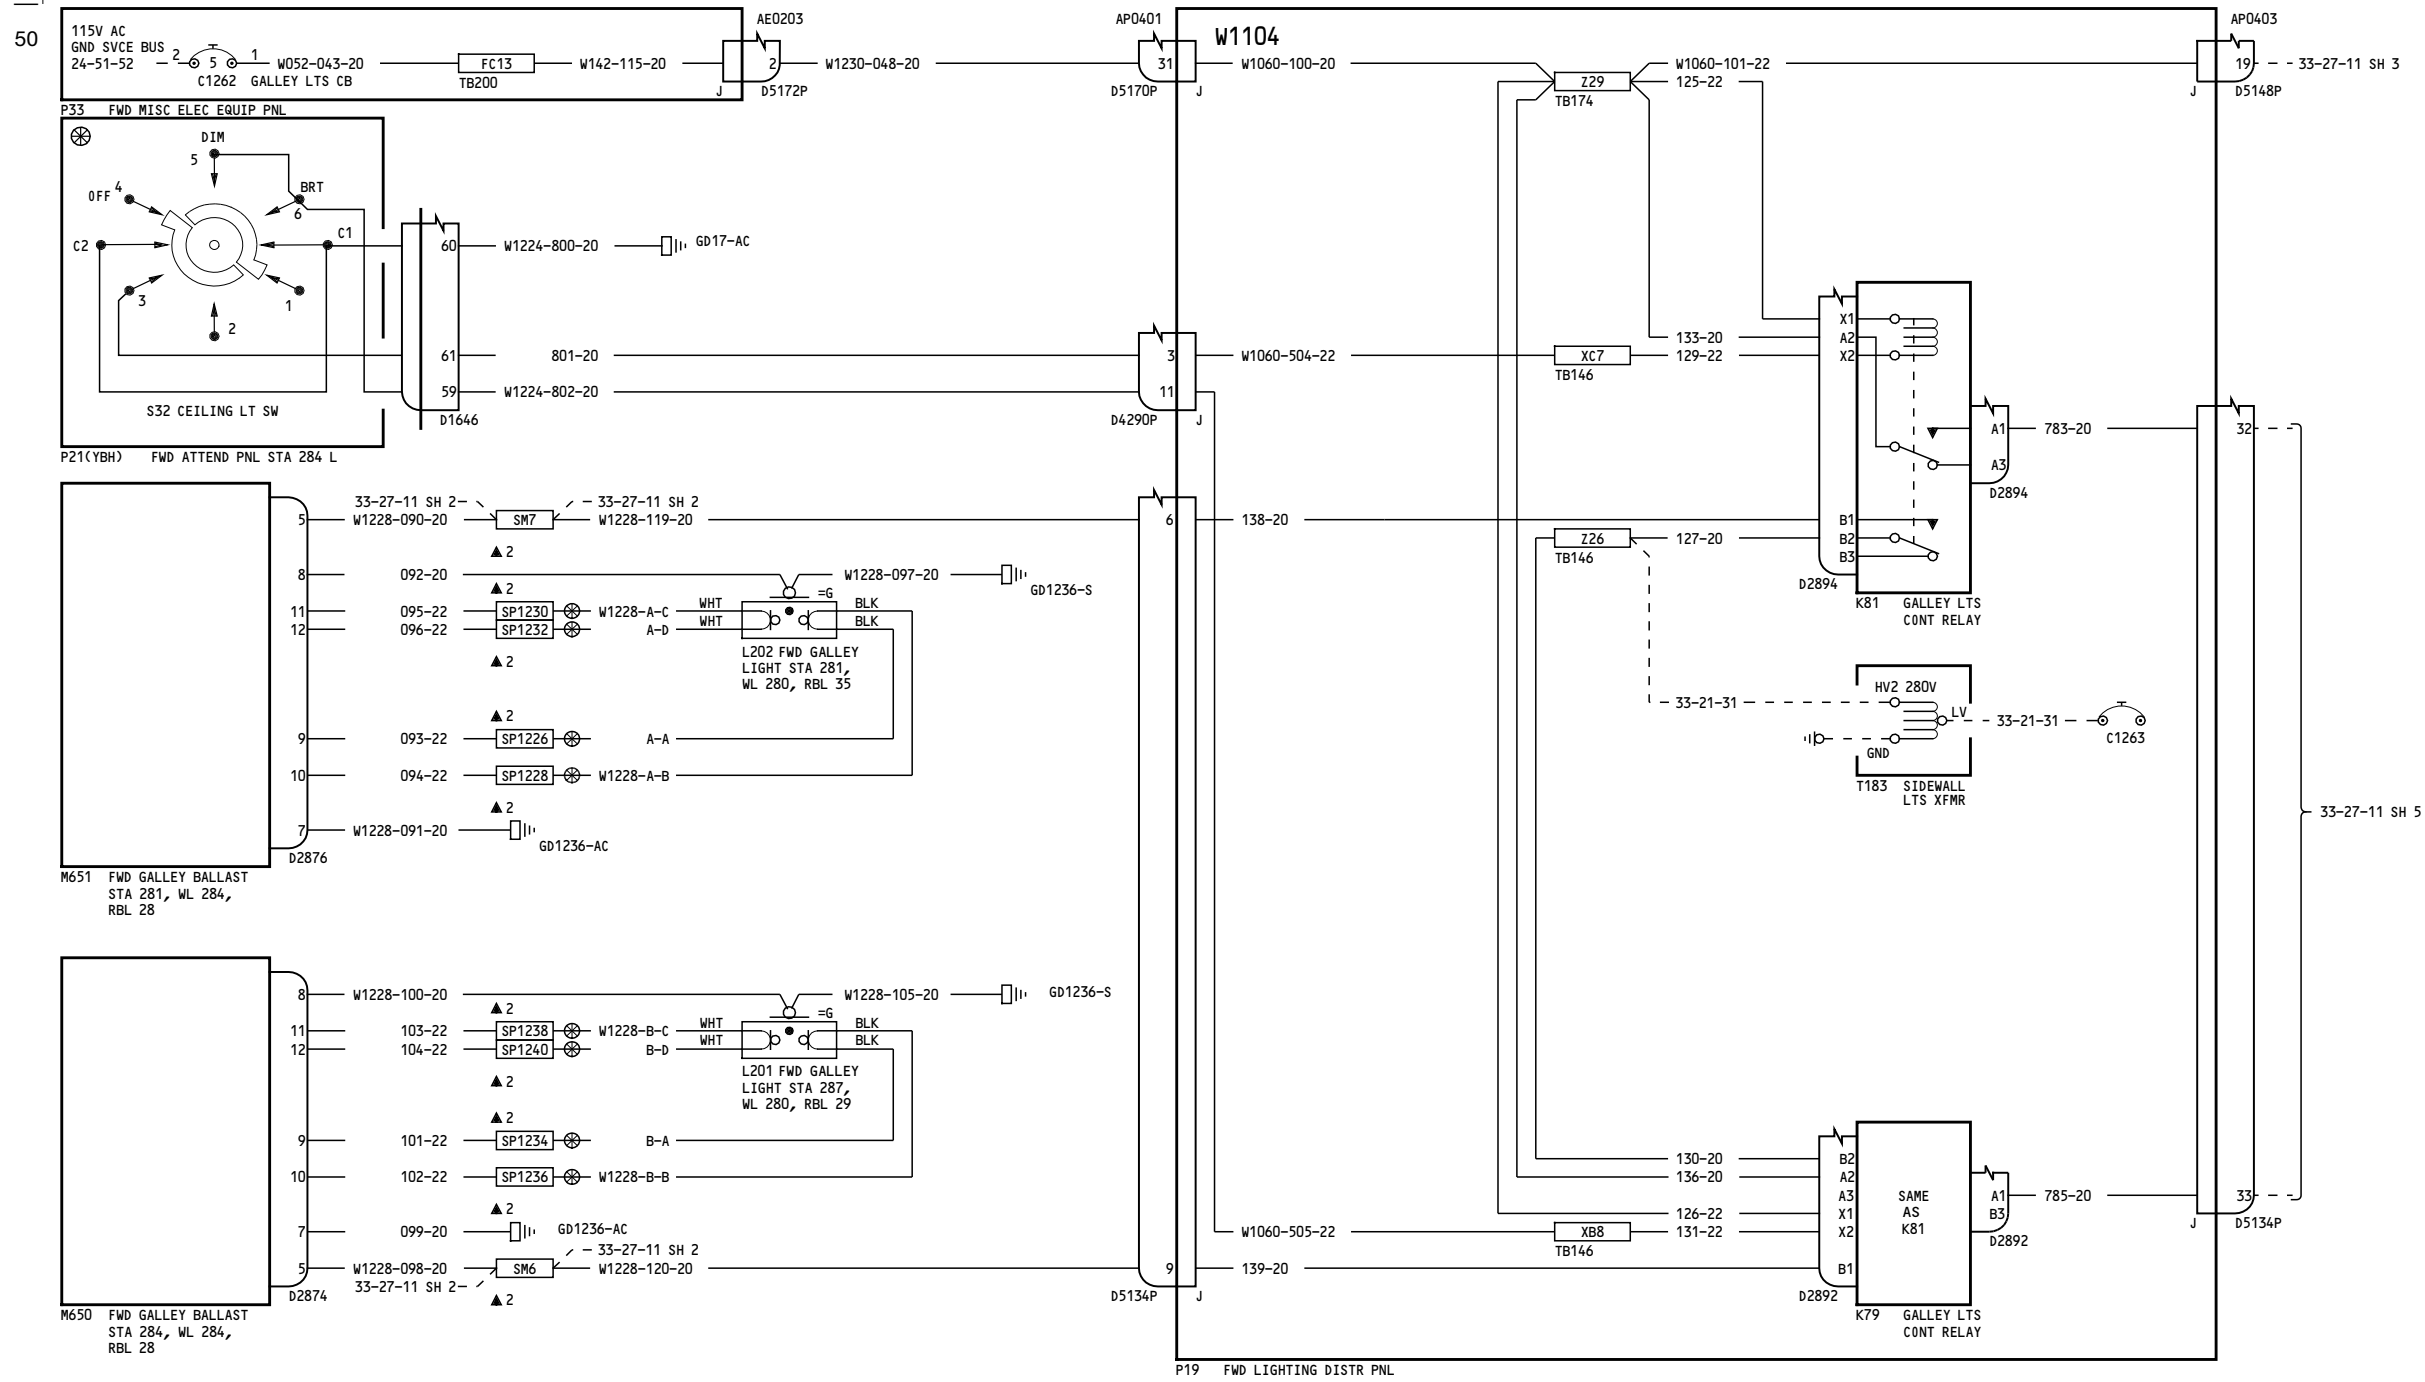 50
115V AC
GND SVCE BUS
24-51-52
2
5
1
C1262 GALLEY LTS CB
W052-043-20
FC13
TB200
W142-115-20
J
AE0203
2
D5172P
W1230-048-20
AP0401
31
D5170P
J
W1104
W1060-100-20
Z29
TB174
W1060-101-22
125-22
AP0403
19
J
D5148P
33-27-11 SH 3
P33 FWD MISC ELEC EQUIP PNL
DIM
5
OFF
4
BRT
6
C2
C1
3
1
2
S32 CEILING LT SW
P21(YBH) FWD ATTEND PNL STA 284 L
60
W1224-800-20
GD17-AC
61
801-20
59
W1224-802-20
D1646
3
11
D4290P
J
W1060-504-22
XC7
TB146
133-20
129-22
X1
A2
X2
B1
B2
B3
D2894
K81 GALLEY LTS
CONT RELAY
A1
A3
D2894
783-20
32
5
33-27-11 SH 2
W1228-090-20
SM7
33-27-11 SH 2
W1228-119-20
6
138-20
Z26
TB146
127-20
2
8
092-20
2
W1228-097-20
GD1236-S
11
095-22
SP1230
W1228-A-C
WHT
=G
BLK
12
096-22
SP1232
A-D
WHT
BLK
2
L202 FWD GALLEY
LIGHT STA 281,
WL 280, RBL 35
2
9
093-22
SP1226
A-A
10
094-22
SP1228
W1228-A-B
2
7
W1228-091-20
GD1236-AC
D2876
M651 FWD GALLEY BALLAST
STA 281, WL 284,
RBL 28
33-21-31
HV2 280V
LV
33-21-31
C1263
GND
T183 SIDEWALL
LTS XFMR
33-27-11 SH 5
8
W1228-100-20
2
W1228-105-20
GD1236-S
11
103-22
SP1238
W1228-B-C
WHT
=G
BLK
12
104-22
SP1240
B-D
WHT
BLK
2
L201 FWD GALLEY
LIGHT STA 287,
WL 280, RBL 29
2
9
101-22
SP1234
B-A
10
102-22
SP1236
W1228-B-B
2
7
099-20
GD1236-AC
5
W1228-098-20
33-27-11 SH 2
SM6
33-27-11 SH 2
W1228-120-20
2
D2874
M650 FWD GALLEY BALLAST
STA 284, WL 284,
RBL 28
9
D5134P
J
W1060-505-22
139-20
XB8
TB146
130-20
136-20
126-22
131-22
B2
A2
A3
X1
X2
B1
D2892
SAME
AS
K81
K79 GALLEY LTS
CONT RELAY
A1
B3
D2892
785-20
33
J
D5134P
P19 FWD LIGHTING DISTR PNL